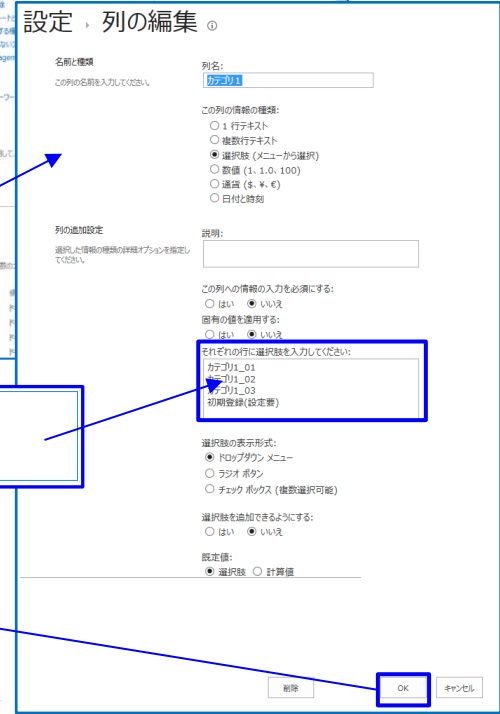 設定 › 列の編集
名前と種類
この列の名前を入力してください。
列名:
カテゴリ1
この列の情報の種類:
1 行テキスト
複数行テキスト
選択肢 (メニューから選択)
数値 (1、1.0、100)
通貨 ($、¥、€)
日付と時刻
列の追加設定
選択した情報の種類の詳細オプションを指定し
てください。
説明:
この列への情報の入力を必須にする:
はい いいえ
固有の値を適用する:
はい いいえ
それぞれの行に選択肢を入力してください:
カテゴリ1_01
カテゴリ1_02
カテゴリ1_03
初期登録(設定要)
選択肢の表示形式:
ドロップダウン メニュー
ラジオ ボタン
チェック ボックス (複数選択可能)
選択肢を追加できるようにする:
はい いいえ
既定値:
選択肢 計算値
削除 OK キャンセル